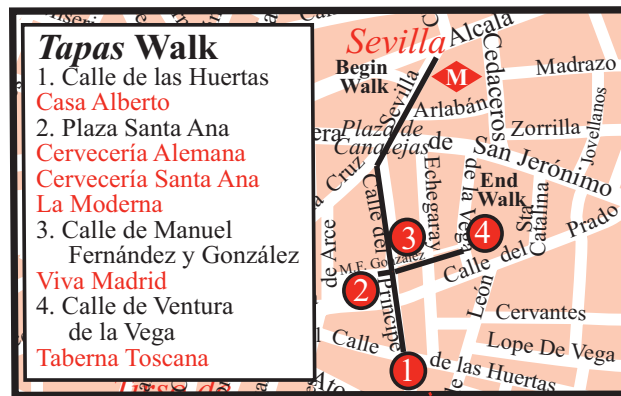 Tapas Walk
1. Calle de las Huertas
Casa Alberto
2. Plaza Santa Ana
Cervecería Alemana
Cervecería Santa Ana
La Moderna
3. Calle de Manuel
Fernández y González
Viva Madrid
4. Calle de Ventura
de la Vega
Taberna Toscana
Sevilla
Alcala
Begin
Walk
M
Cedaceros
Madrazo
Sevilla
Arlabán
Jovellanos
Zorrilla
Plaza de
Canalejas
de
San Jerónimo
Cruz
Echegaray
de la Vega
End
Walk
Sta
Catalina
de Arce
Calle del
Principe
3
4
M.F. González
2
Calle del
Prado
León
Cervantes
Calle
de las Huertas
Lope De Vega
1